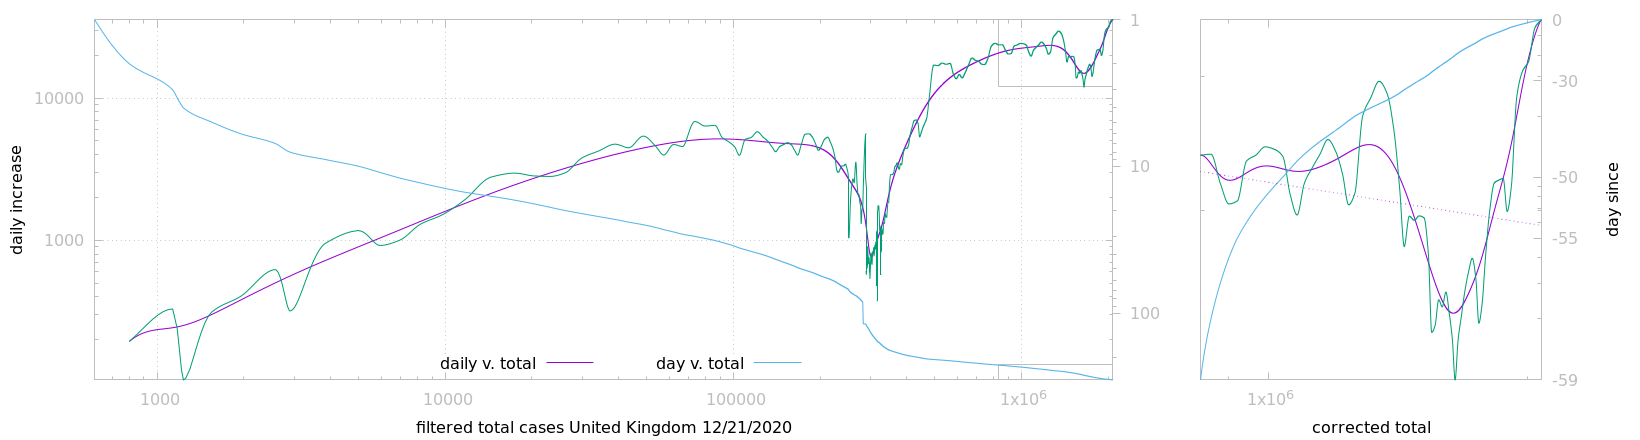 10000
1000
daily increase
1000
10000
100000
1x10^6
1
10
100
daily v. total
day v. total
filtered total cases United Kingdom 12/21/2020
0
-30
-50
-55
-59
day since
1x10^6
corrected total